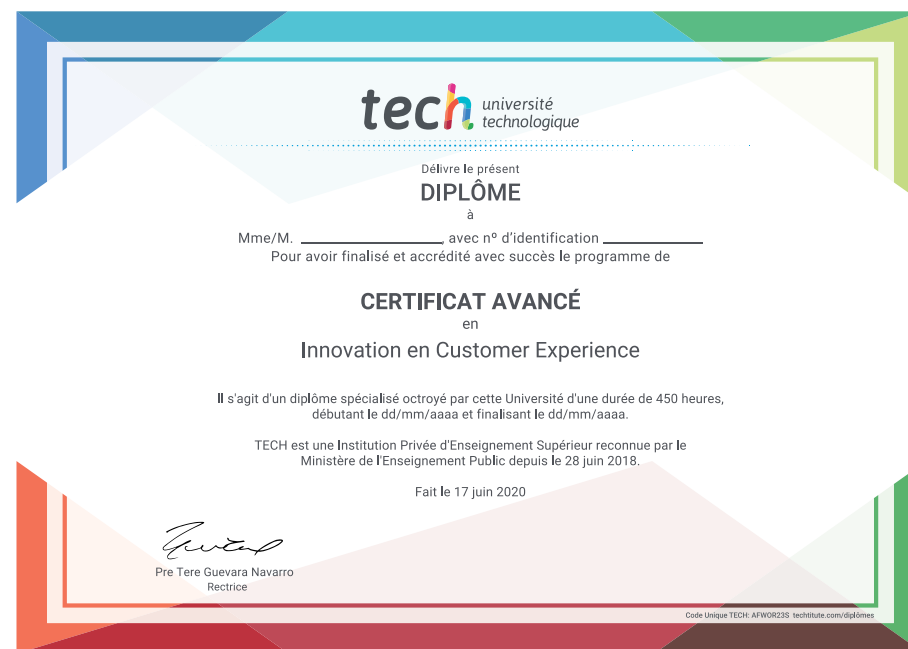 tech université
technologique
Délivre le présent
DIPLÔME
à
Mme/M. ____________________, avec nº d'identification ______________
Pour avoir finalisé et accrédité avec succès le programme de
CERTIFICAT AVANCÉ
en
Innovation en Customer Experience
Il s'agit d'un diplôme spécialisé octroyé par cette Université d'une durée de 450 heures,
débutant le dd/mm/aaaa et finalisant le dd/mm/aaaa.
TECH est une Institution Privée d'Enseignement Supérieur reconnue par le
Ministère de l'Enseignement Public depuis le 28 juin 2018.
Fait le 17 juin 2020
Pre Tere Guevara Navarro
Rectrice
Code Unique TECH: AFWOR23S techtitute.com/diplômes